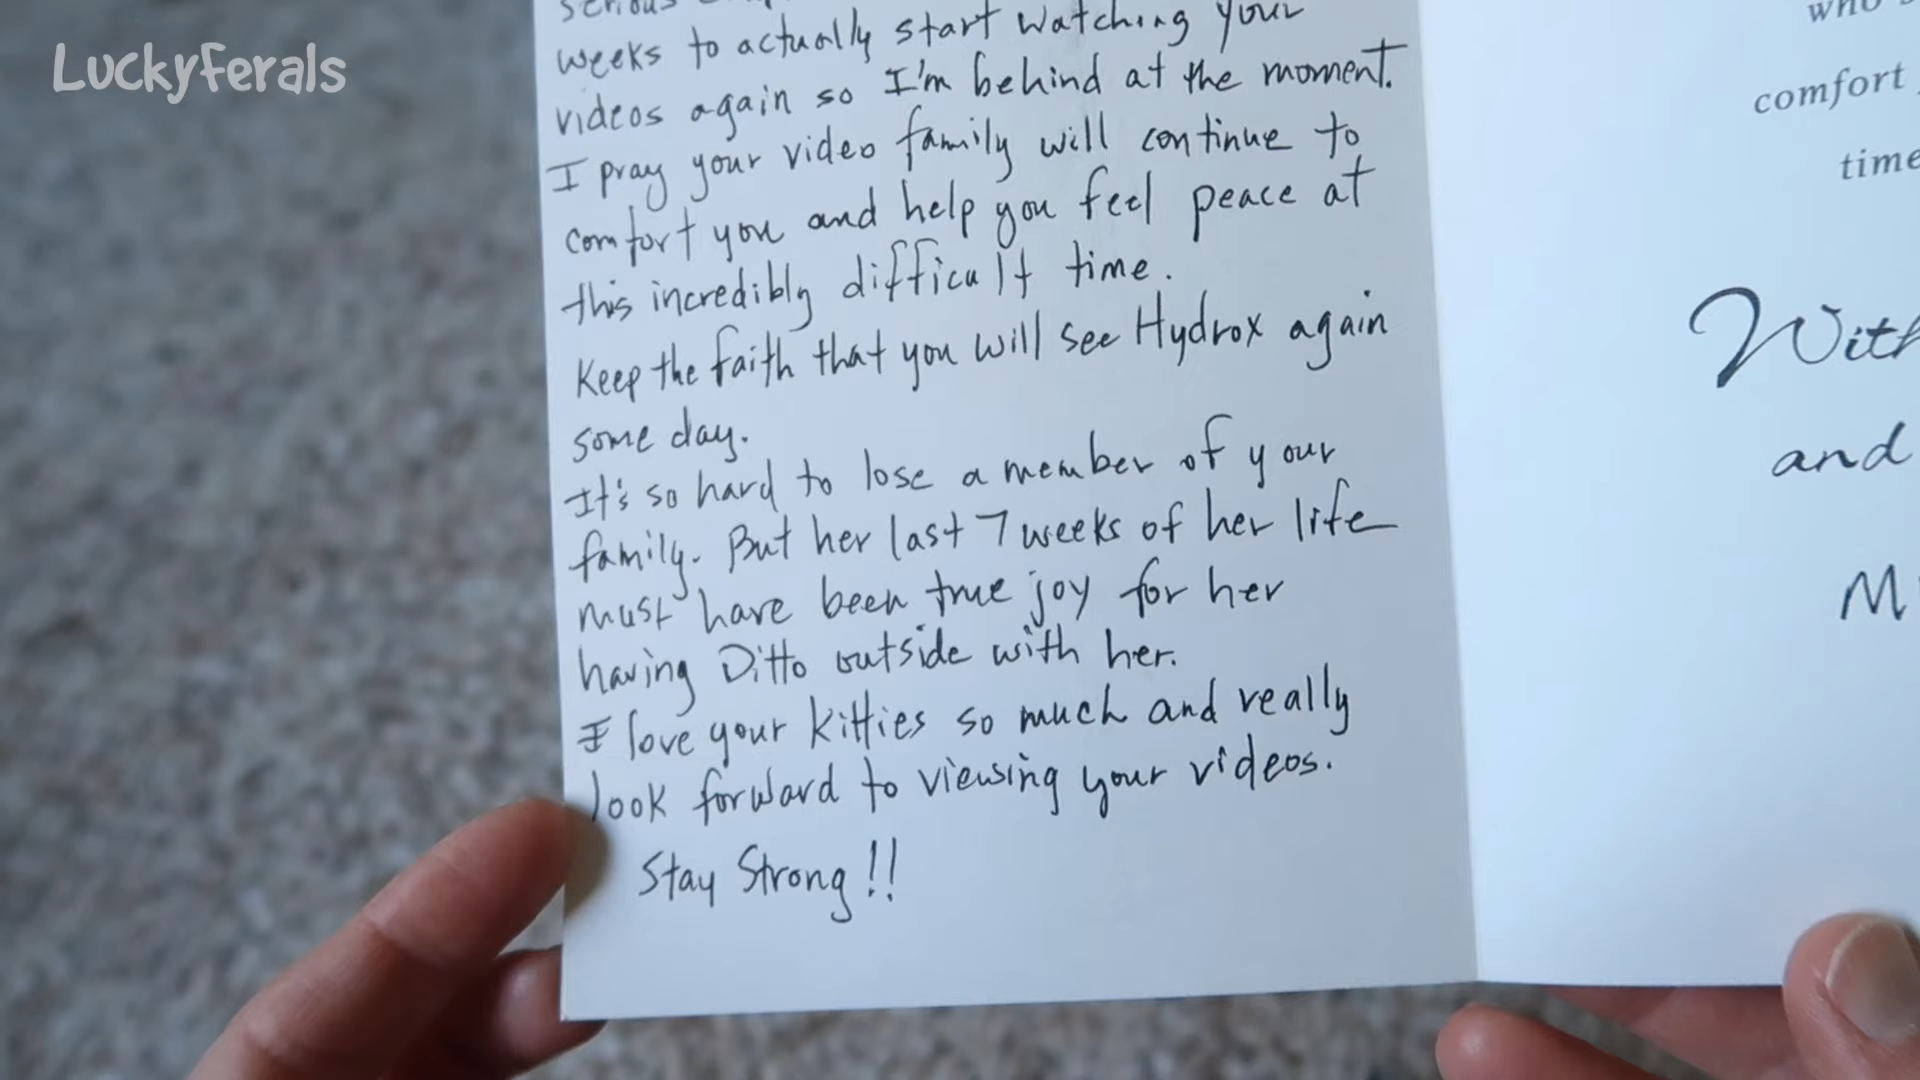 LuckyFerals
serious
weeks to actually start watching your
videos again so I'm behind at the moment.
I pray your video family will continue to
comfort you and help you feel peace at
this incredibly difficult time.
Keep the faith that you will see Hydrox again
some day.
It's so hard to lose a member of your
family. But her last 7 weeks of her life
must have been true joy for her
having Ditto outside with her.
I love your kitties so much and really
look forward to viewing your videos.
Stay Strong!!
who
comfort
time
With
and